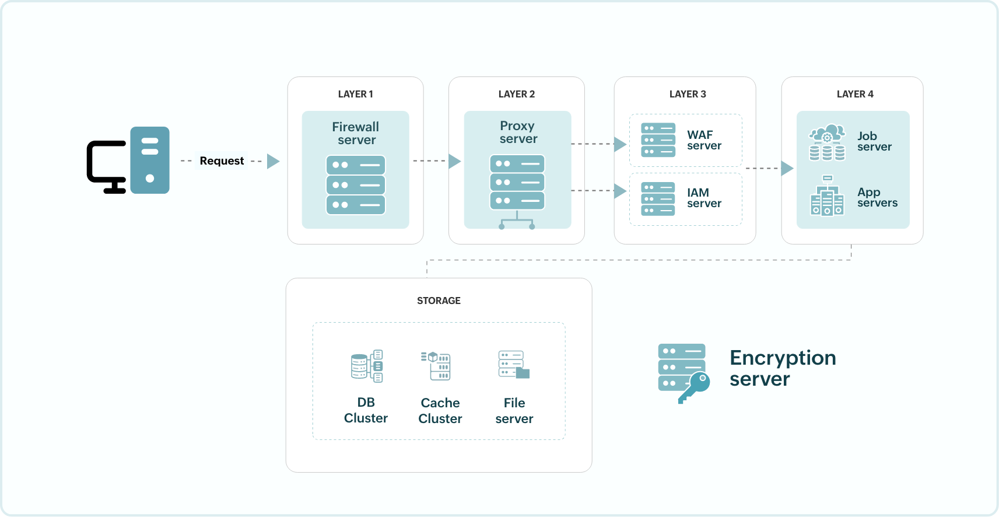 LAYER 1
LAYER 2
LAYER 3
LAYER 4
Request
Firewall
server
Proxy
server
WAF
server
IAM
server
Job
server
App
servers
STORAGE
DB
Cluster
Cache
Cluster
File
server
Encryption
server